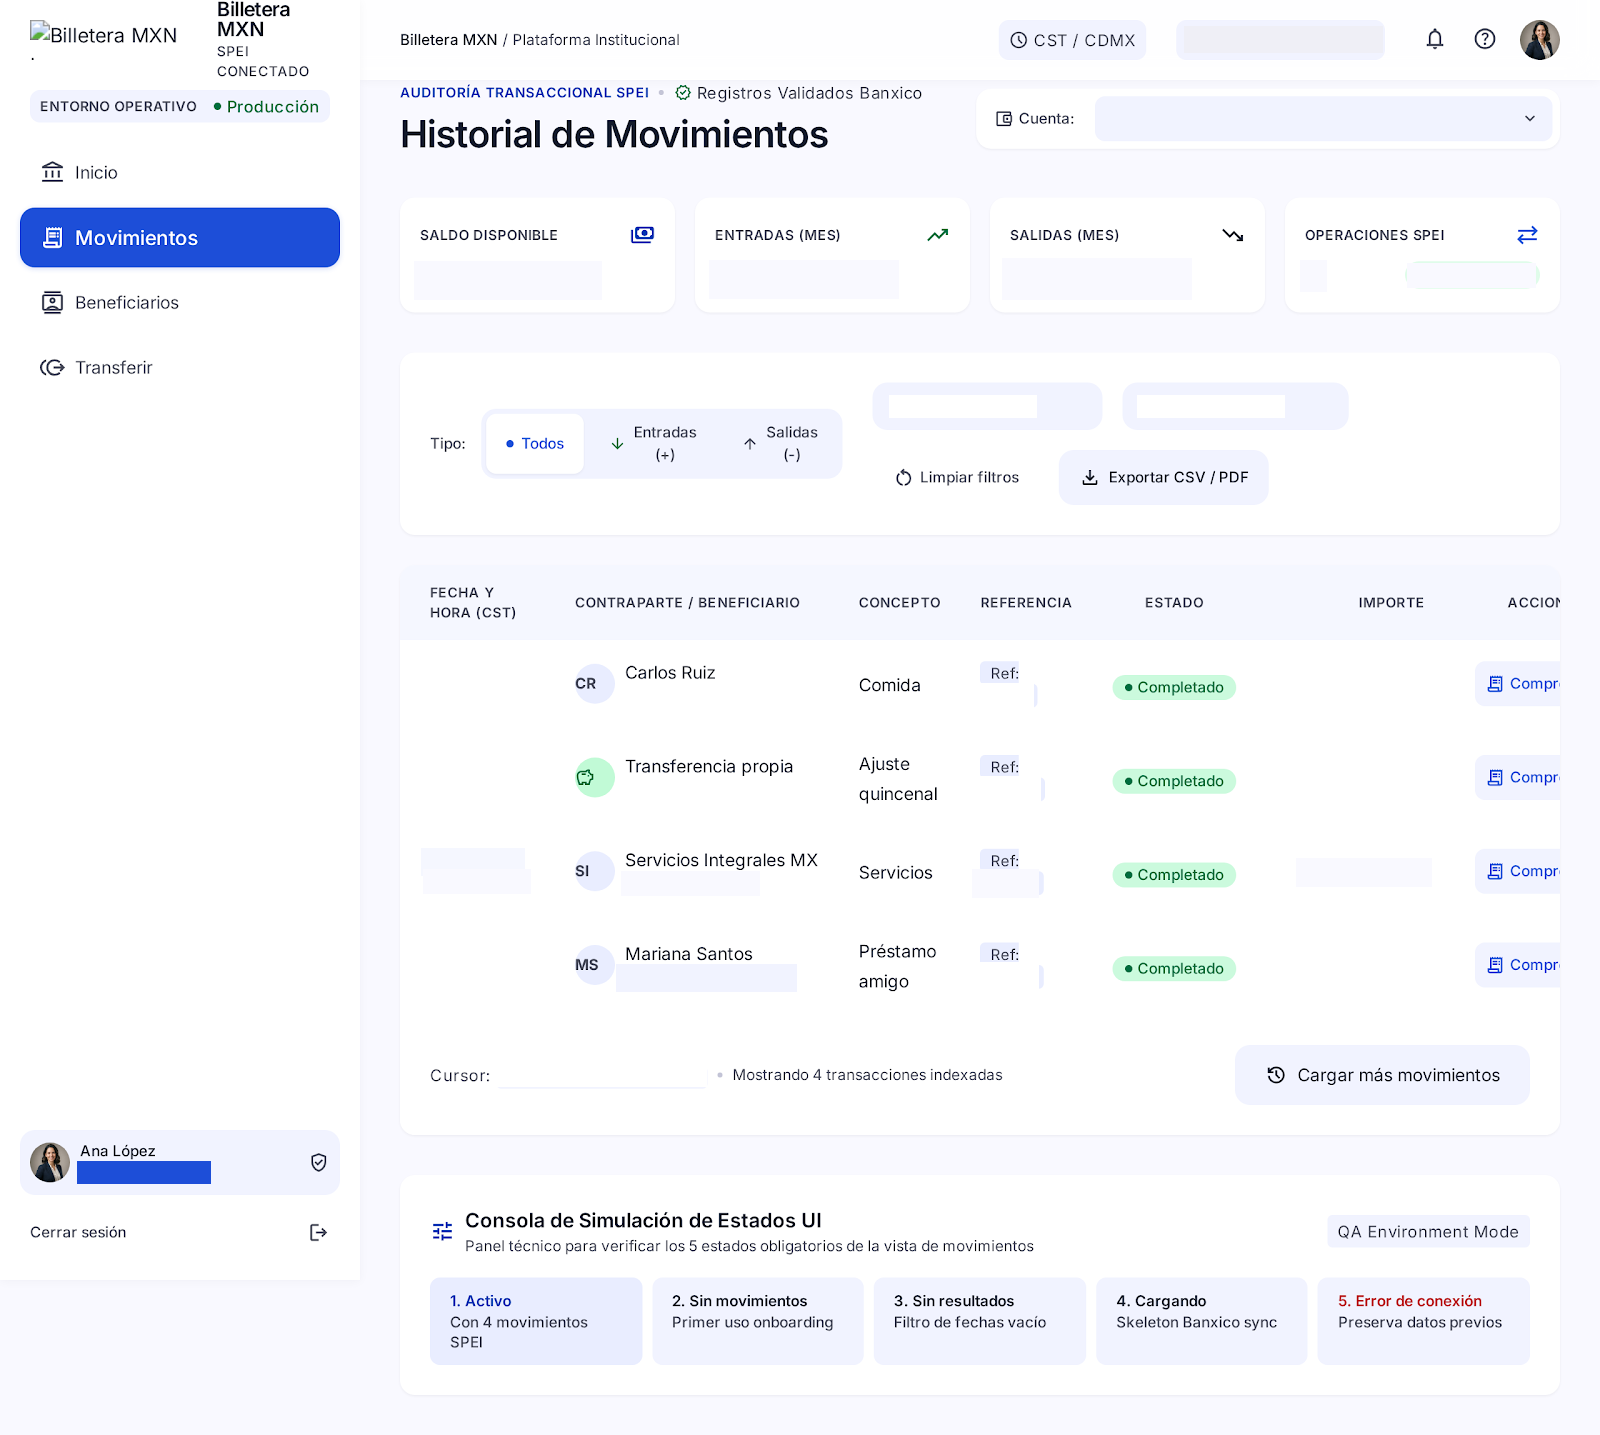 Billetera MXN
.
Billetera
MXN
SPEI
CONECTADO
ENTORNO OPERATIVO
Producción
Inicio
Movimientos
Beneficiarios
Transferir
Ana López
Cerrar sesión
Billetera MXN / Plataforma Institucional
CST / CDMX
AUDITORÍA TRANSACCIONAL SPEI
Registros Validados Banxico
Historial de Movimientos
Cuenta:
SALDO DISPONIBLE
ENTRADAS (MES)
SALIDAS (MES)
OPERACIONES SPEI
Tipo:
Todos
Entradas
(+)
Salidas
(-)
Limpiar filtros
Exportar CSV / PDF
FECHA Y
HORA (CST)
CONTRAPARTE / BENEFICIARIO
CONCEPTO
REFERENCIA
ESTADO
IMPORTE
ACCION
CR
Carlos Ruiz
Comida
Ref:
Completado
Compr
Transferencia propia
Ajuste
quincenal
Ref:
Completado
Compr
SI
Servicios Integrales MX
Servicios
Ref:
Completado
Compr
MS
Mariana Santos
Préstamo
amigo
Ref:
Completado
Compr
Cursor:
Mostrando 4 transacciones indexadas
Cargar más movimientos
Consola de Simulación de Estados UI
Panel técnico para verificar los 5 estados obligatorios de la vista de movimientos
QA Environment Mode
1. Activo
Con 4 movimientos
SPEI
2. Sin movimientos
Primer uso onboarding
3. Sin resultados
Filtro de fechas vacío
4. Cargando
Skeleton Banxico sync
5. Error de conexión
Preserva datos previos